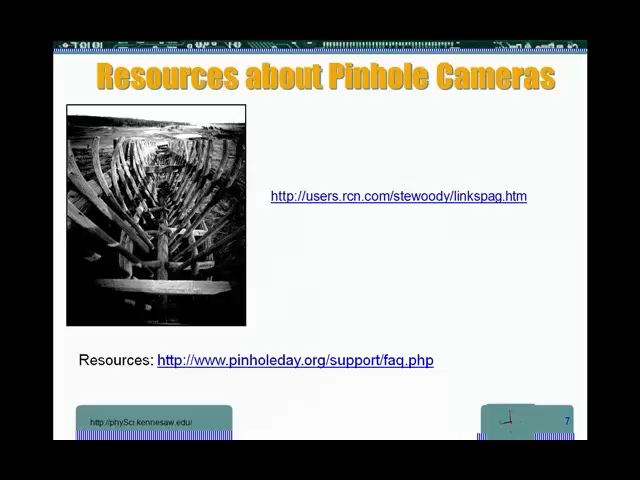 Resources about Pinhole Cameras
http://users.rcn.com/stewoody/linkspag.htm
Resources: http://www.pinholeday.org/support/faq.php
http://phySci.kennesaw.edu/
7